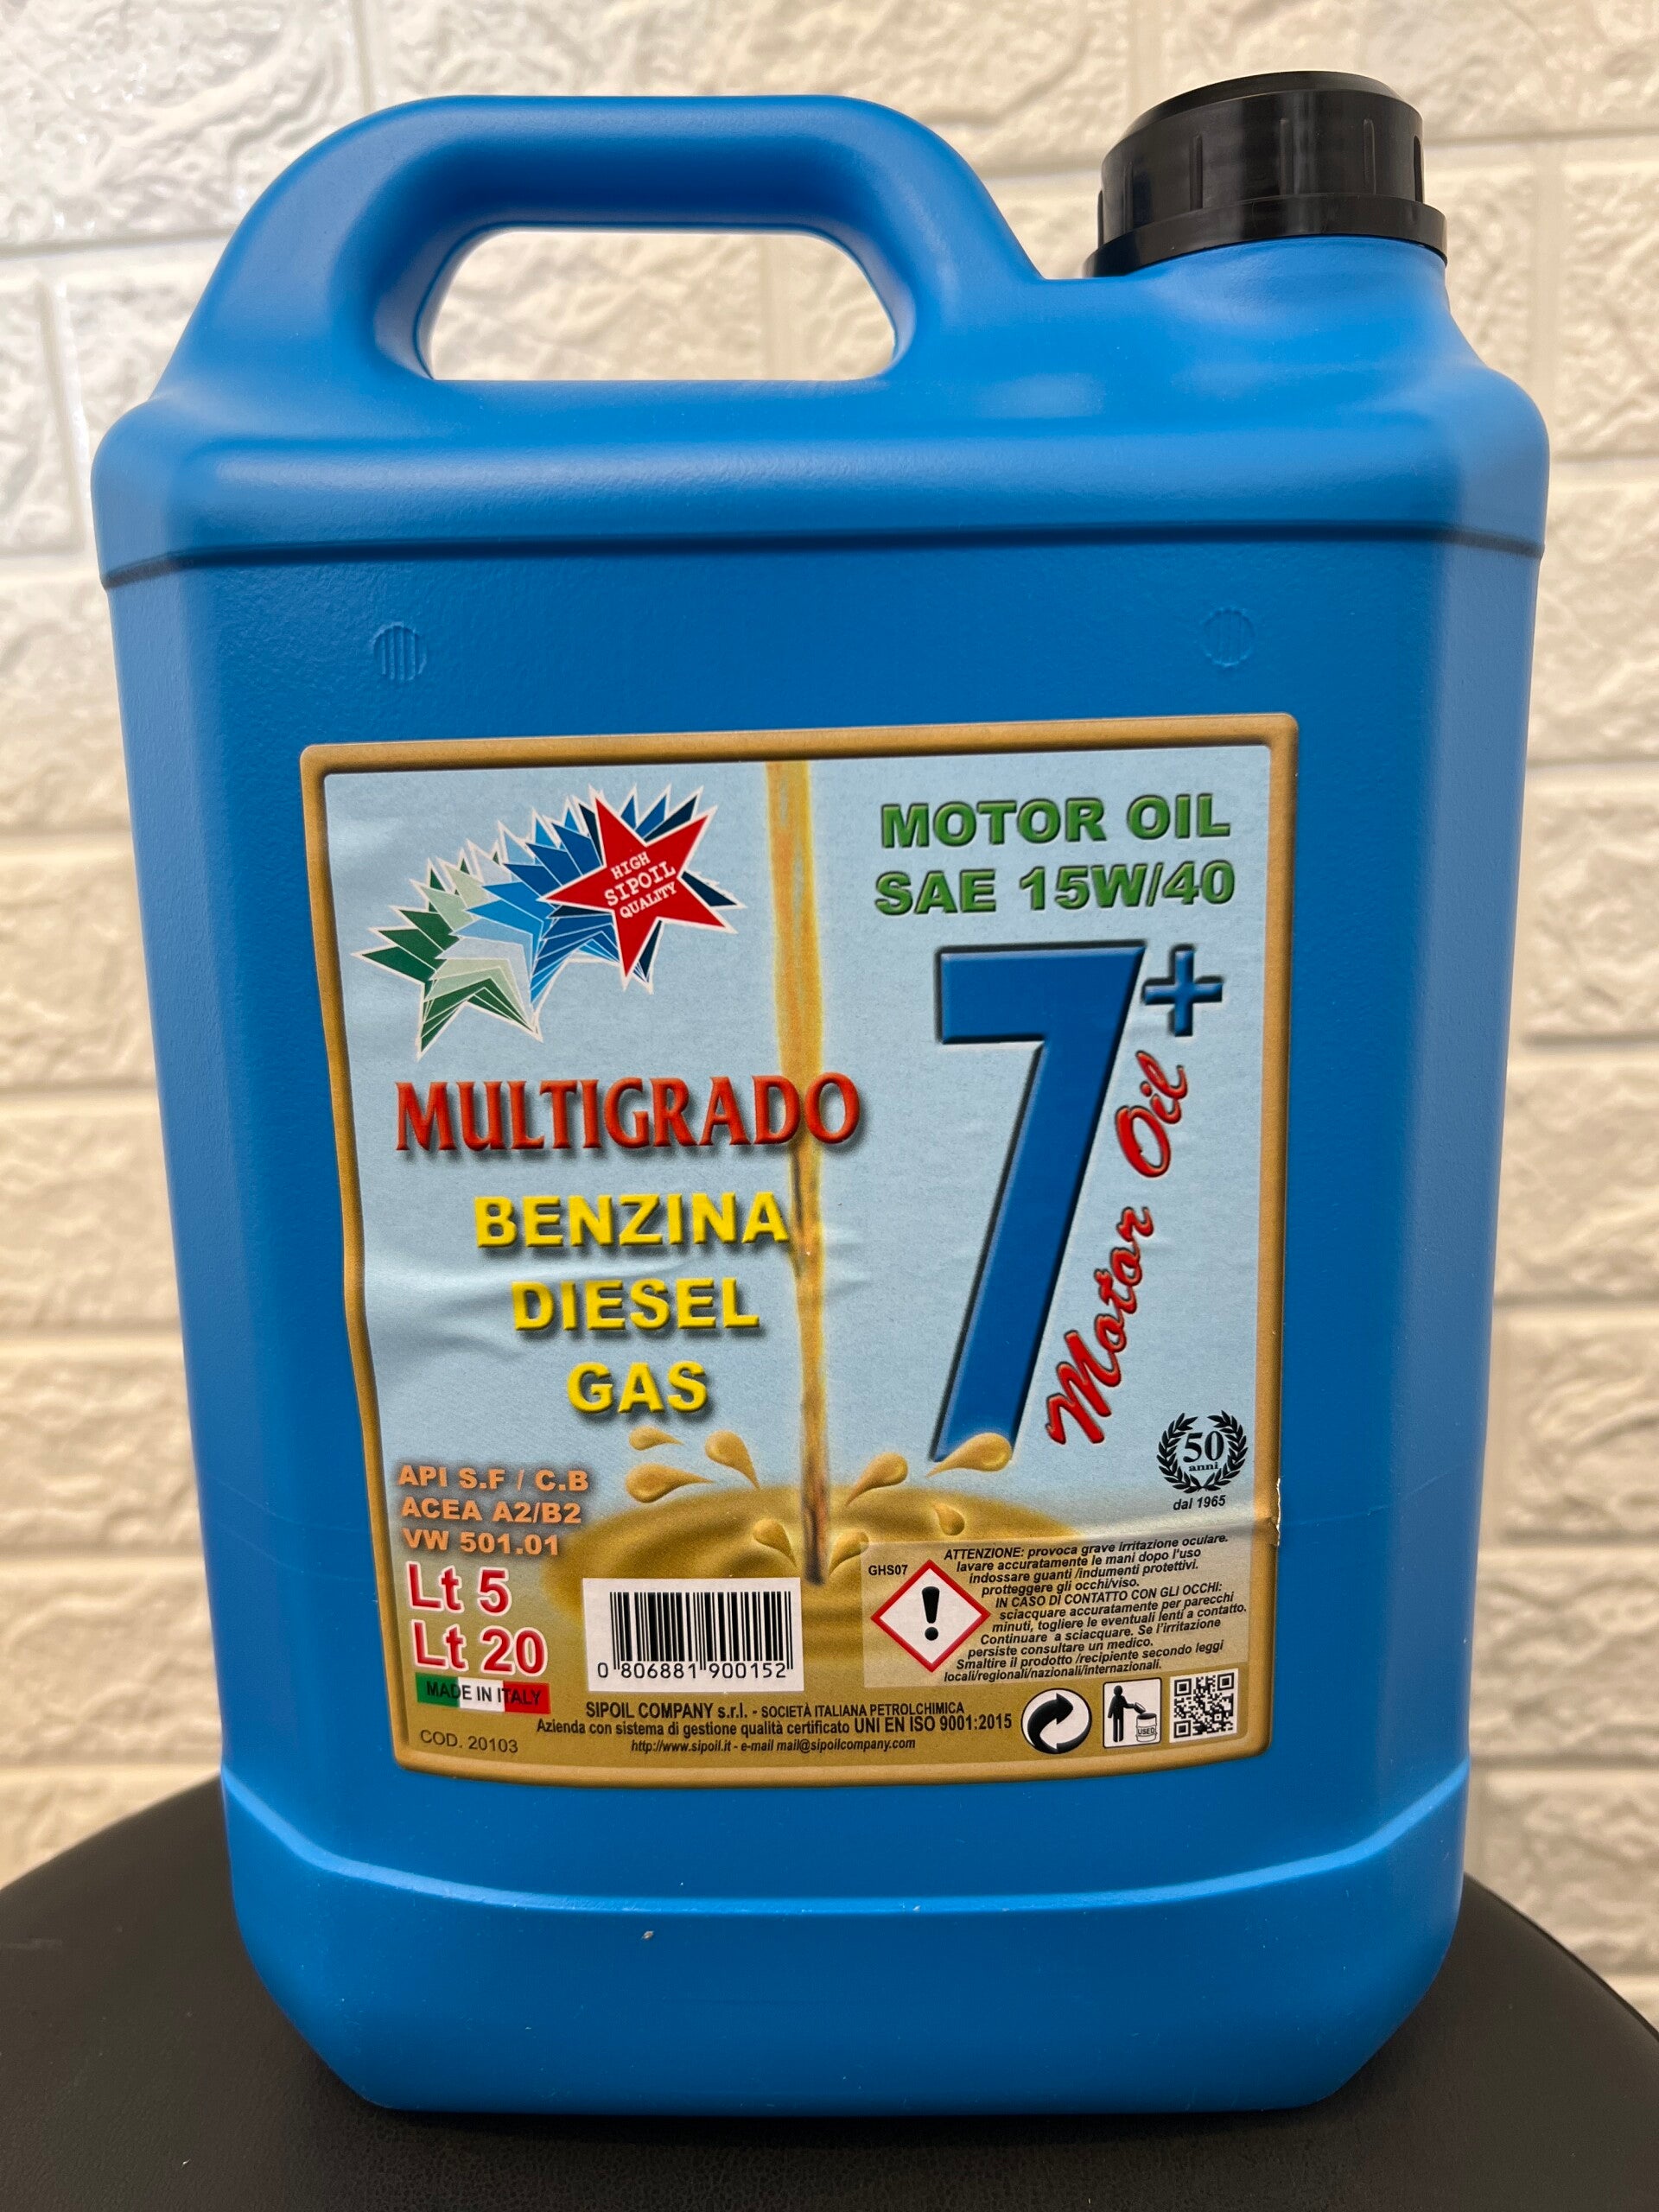 HIGH
SIPOIL
QUALITY
MOTOR OIL
SAE 15W/40
7+
Motor Oil
MULTIGRADO
BENZINA
DIESEL
GAS
API S.F / C.B
ACEA A2/B2
VW 501.01
Lt 5
Lt 20
MADE IN ITALY
COD. 20103
0 806881 900152
50
anni
dal 1965
GHS07
ATTENZIONE: provoca grave irritazione oculare.
lavare accuratamente le mani dopo l'uso
indossare guanti /indumenti protettivi.
protteggere gli occhi/viso.
IN CASO DI CONTATTO CON GLI OCCHI:
sciacquare accuratamente per parecchi
minuti, togliere le eventuali lenti a contatto.
Continuare a sciacquare. Se l'irritazione
persiste consultare un medico.
Smaltire il prodotto /recipiente secondo leggi
locali/regionali/nazionali/internazionali.
SIPOIL COMPANY s.r.l. - SOCIETÀ ITALIANA PETROLCHIMICA
Azienda con sistema di gestione qualità certificato UNI EN ISO 9001:2015
http://www.sipoil.it - e-mail mail@sipoilcompany.com
USED